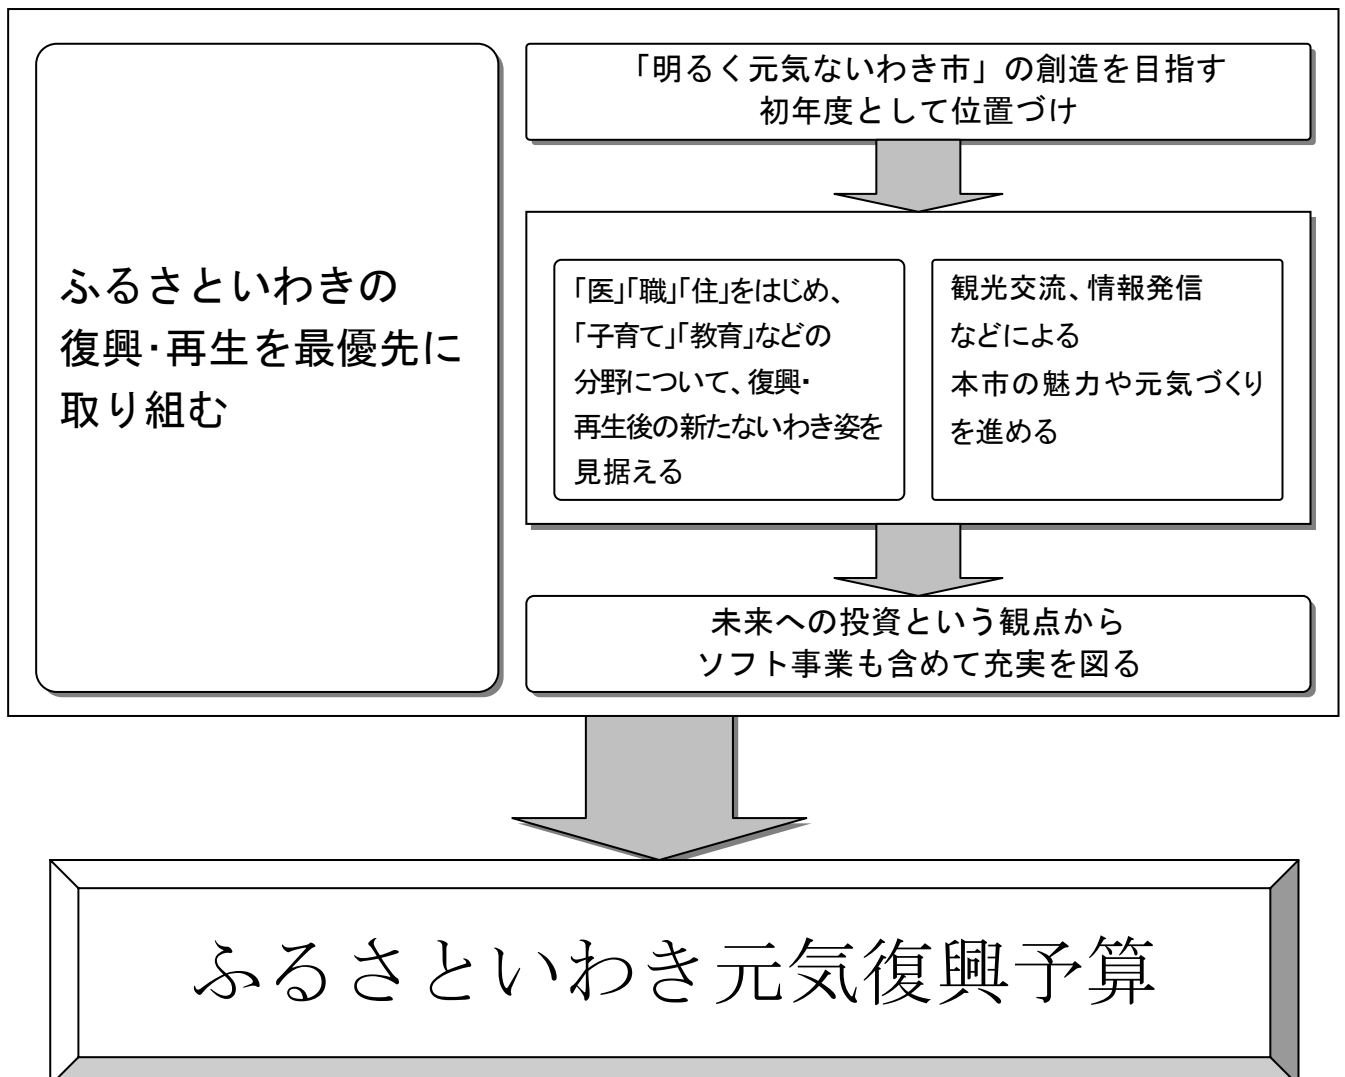 ふるさといわきの
復興・再生を最優先に
取り組む
「明るく元気ないわき市」の創造を目指す
初年度として位置づけ
「医」「職」「住」をはじめ、
「子育て」「教育」などの
分野について、復興・
再生後の新たないわき姿を
見据える
観光交流、情報発信
などによる
本市の魅力や元気づくり
を進める
未来への投資という観点から
ソフト事業も含めて充実を図る
ふるさといわき元気復興予算